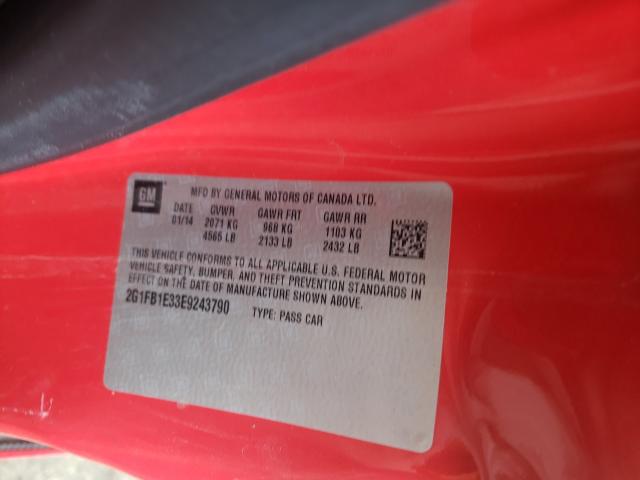 GM
MFD BY GENERAL MOTORS OF CANADA LTD.
DATE GVWR GAWR FRT GAWR RR
01/14 2071 KG 968 KG 1103 KG
4565 LB 2133 LB 2432 LB
THIS VEHICLE CONFORMS TO ALL APPLICABLE U.S. FEDERAL MOTOR
VEHICLE SAFETY, BUMPER, AND THEFT PREVENTION STANDARDS IN
EFFECT ON THE DATE OF MANUFACTURE SHOWN ABOVE.
2G1FB1E33E9243790 TYPE: PASS CAR